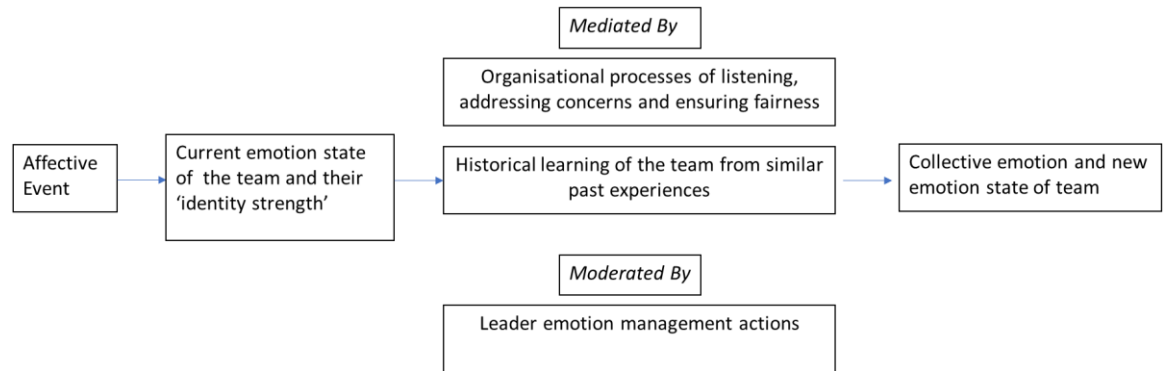 Mediated By
Organisational processes of listening,
addressing concerns and ensuring fairness
Affective
Event
Current emotion state
of the team and their
‘identity strength’
Historical learning of the team from similar
past experiences
Collective emotion and new
emotion state of team
Moderated By
Leader emotion management actions